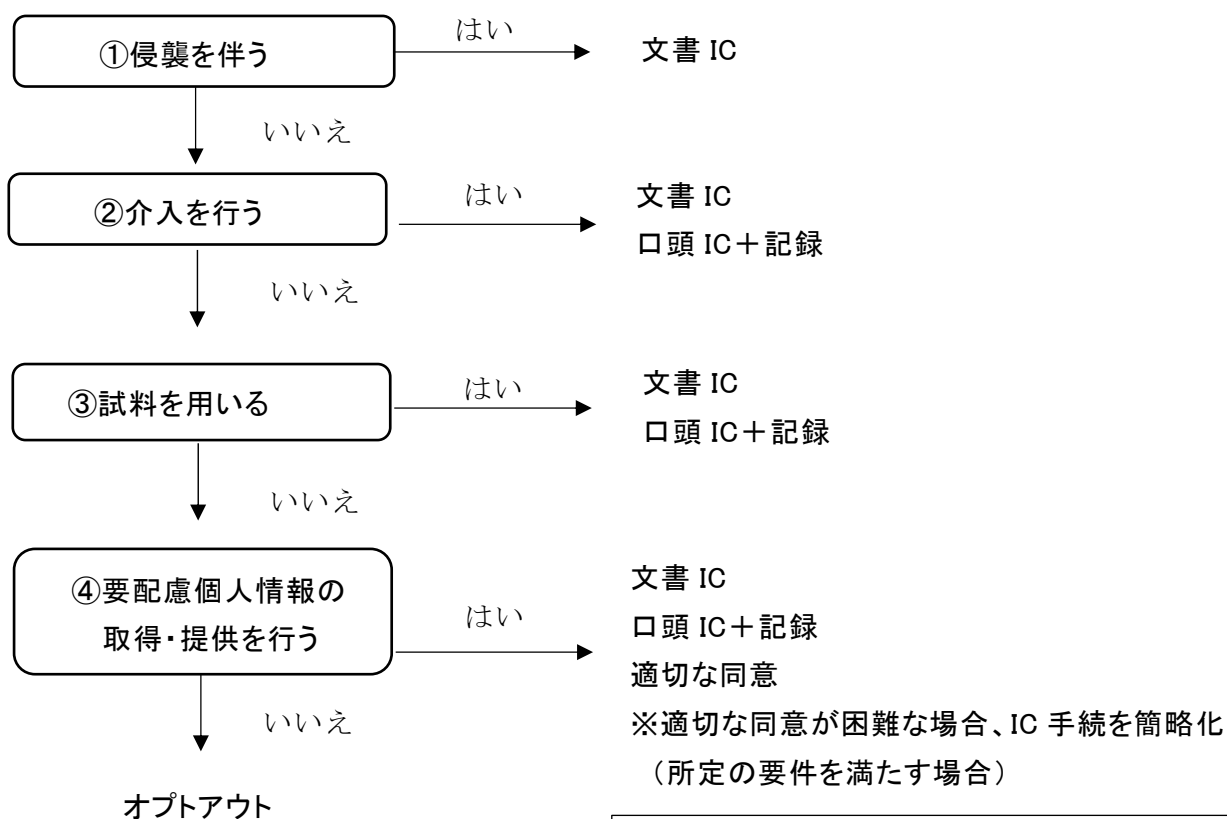 ①侵襲を伴う
はい
文書 IC
いいえ
②介入を行う
はい
文書 IC
口頭 IC＋記録
いいえ
③試料を用いる
はい
文書 IC
口頭 IC＋記録
いいえ
④要配慮個人情報の
取得・提供を行う
はい
文書 IC
口頭 IC＋記録
適切な同意
※適切な同意が困難な場合、IC 手続を簡略化
（所定の要件を満たす場合）
いいえ
オプトアウト